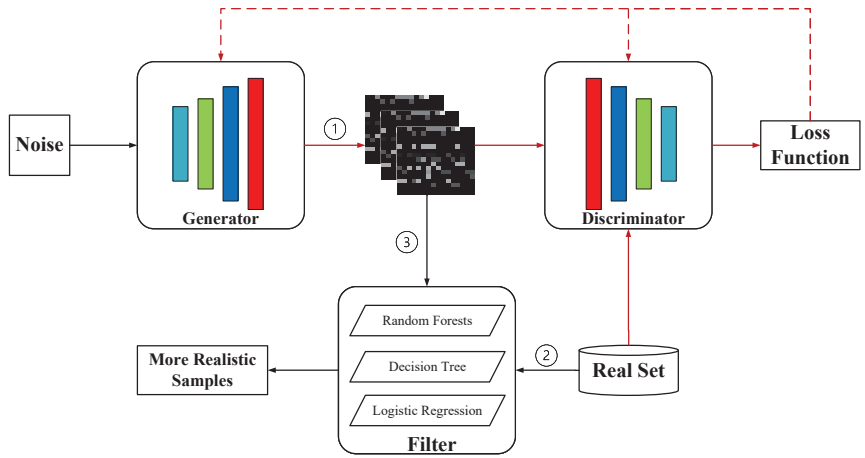 Noise
Generator
①
Discriminator
Loss
Function
③
Random Forests
Decision Tree
Logistic Regression
Filter
②
Real Set
More Realistic
Samples